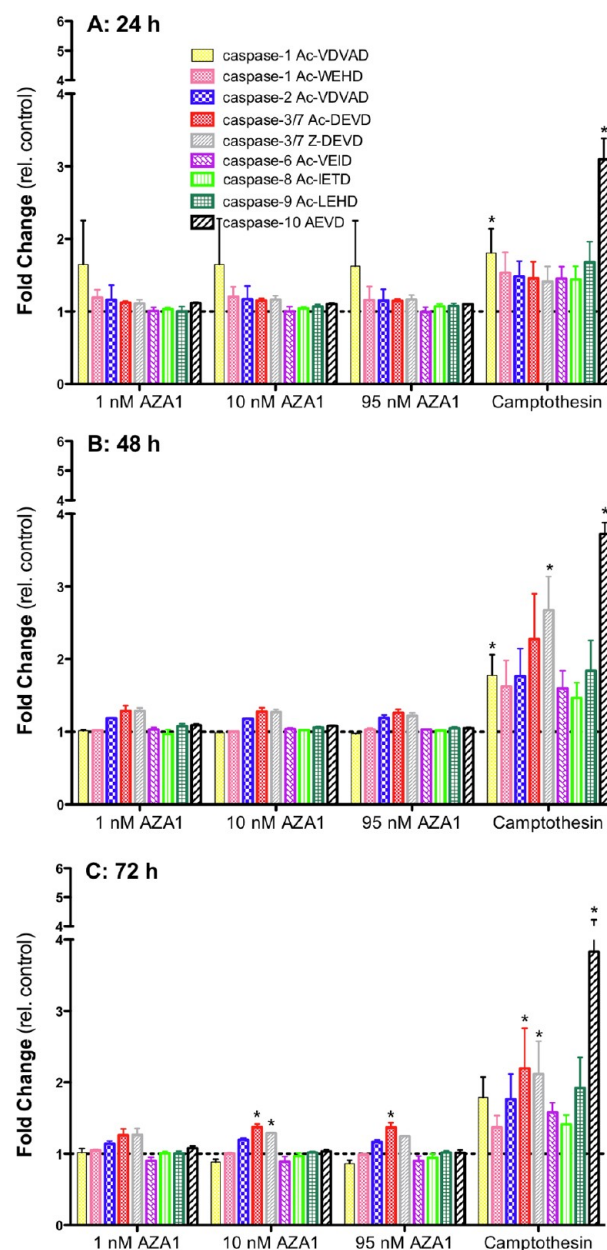 A: 24 h
6
5
4
3
2
1
0
Fold Change (rel. control)
caspase-1 Ac-VDVAD
caspase-1 Ac-WEHD
caspase-2 Ac-VDVAD
caspase-3/7 Ac-DEVD
caspase-3/7 Z-DEVD
caspase-6 Ac-VEID
caspase-8 Ac-IETD
caspase-9 Ac-LEHD
caspase-10 AEVD
* *
1 nM AZA1 10 nM AZA1 95 nM AZA1 Camptothesin
B: 48 h
6
5
4
4
3
2
1
0
Fold Change (rel. control)
* * *
1 nM AZA1 10 nM AZA1 95 nM AZA1 Camptothesin
C: 72 h
6
5
4
4
3
2
1
0
Fold Change (rel. control)
* * * * * *
1 nM AZA1 10 nM AZA1 95 nM AZA1 Camptothesin